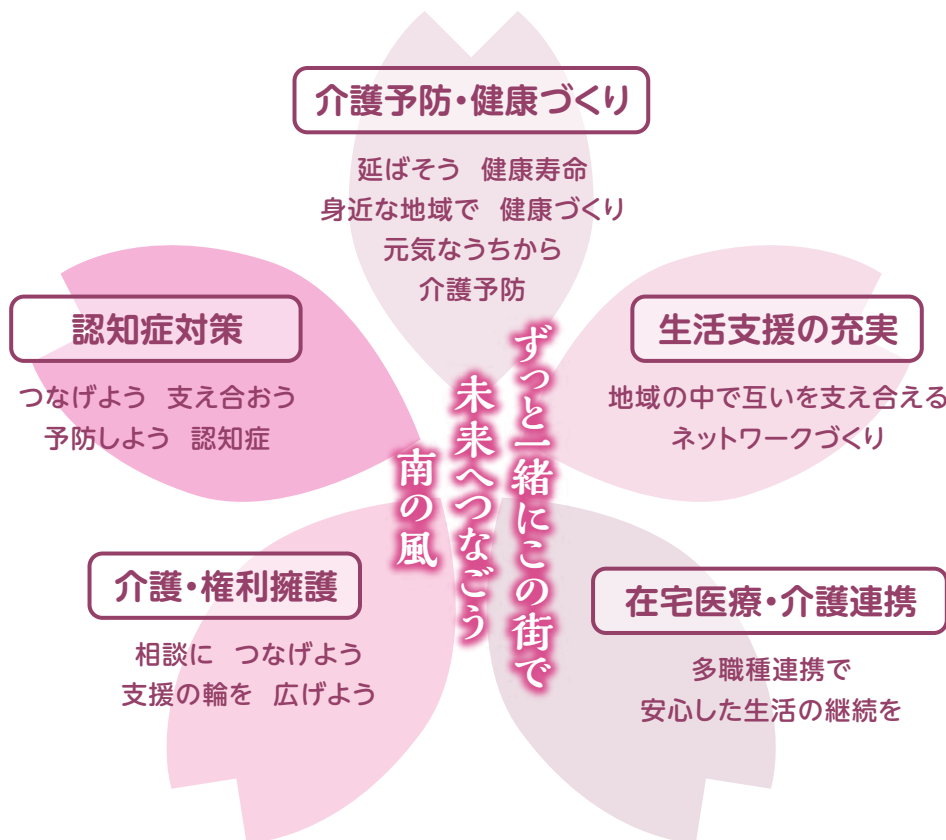 介護予防・健康づくり
延ばそう 健康寿命
身近な地域で 健康づくり
元気なうちから
介護予防
認知症対策
つなげよう 支え合おう
予防しよう 認知症
生活支援の充実
地域の中で互いを支え合える
ネットワークづくり
ずっと一緒にこの街で
未来へつなごう
南の風
介護・権利擁護
相談に つなげよう
支援の輪を 広げよう
在宅医療・介護連携
多職種連携で
安心した生活の継続を